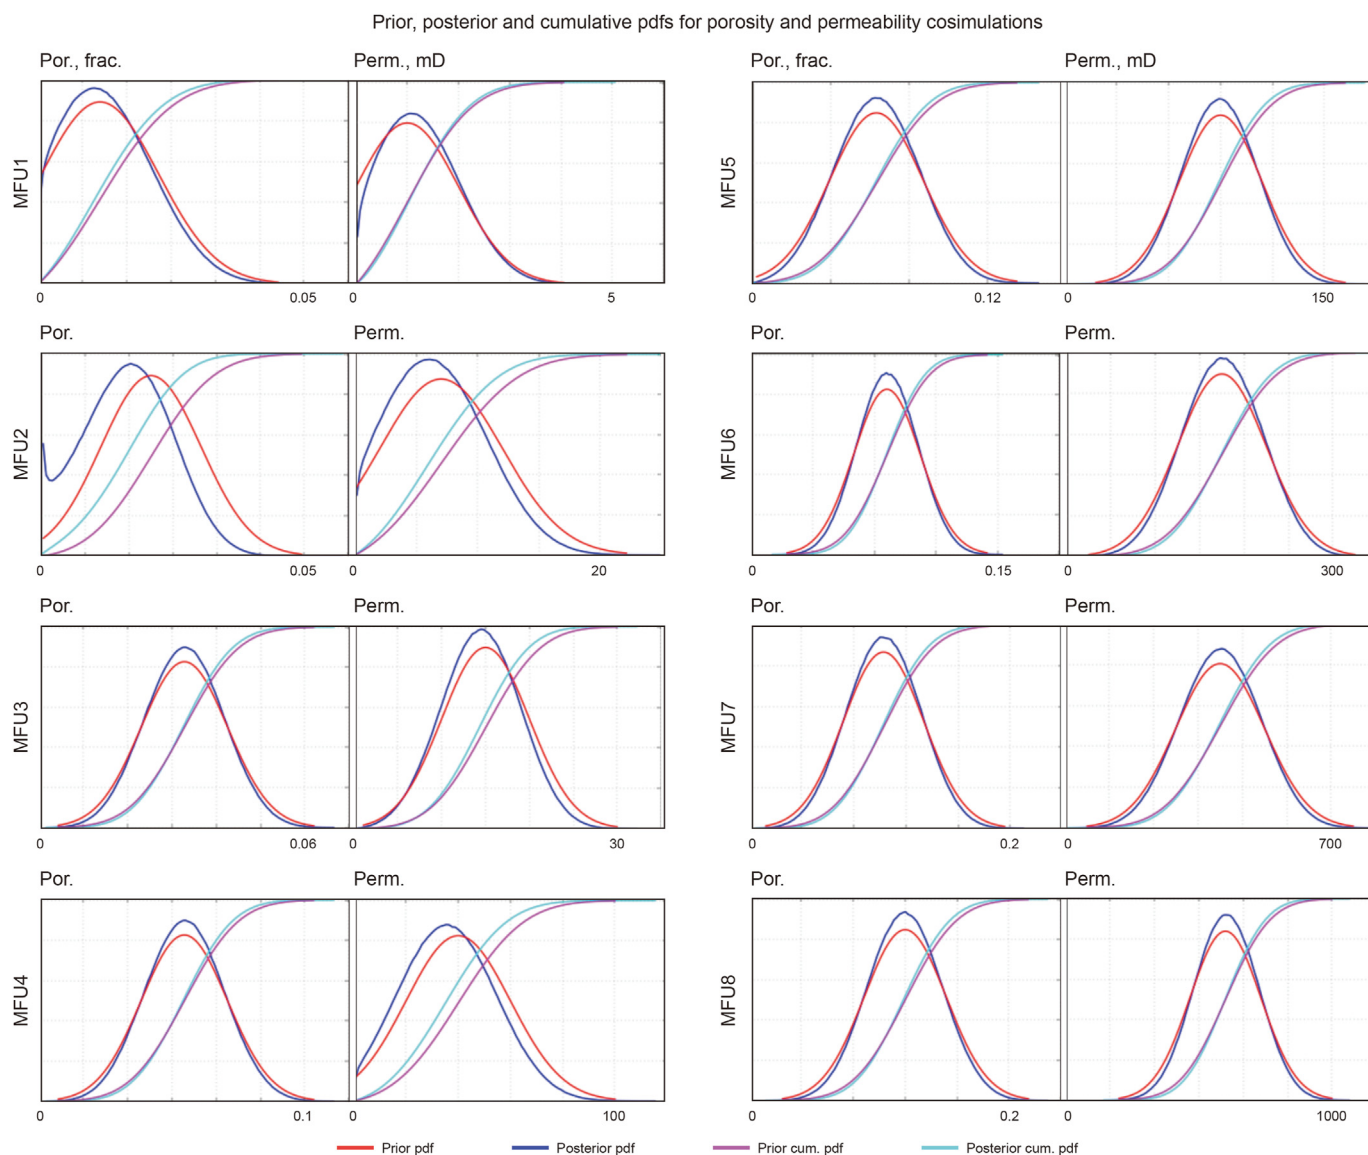 Prior, posterior and cumulative pdfs for porosity and permeability cosimulations
Por., frac.
Perm., mD
MFU1
0
0.05
0
5
Por.
Perm.
MFU2
0
0.05
0
20
Por.
Perm.
MFU3
0
0.06
0
30
Por.
Perm.
MFU4
0
0.1
0
100
Por., frac.
Perm., mD
MFU5
0
0.12
0
150
Por.
Perm.
MFU6
0
0.15
0
300
Por.
Perm.
MFU7
0
0.2
0
700
Por.
Perm.
MFU8
0
0.2
0
1000
Prior pdf
Posterior pdf
Prior cum. pdf
Posterior cum. pdf